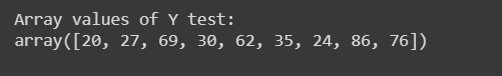 Array values of Y test:
array([20, 27, 69, 30, 62, 35, 24, 86, 76])